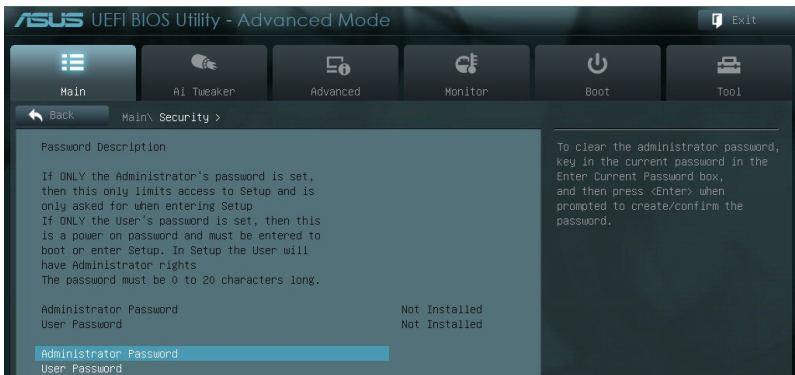 ASUS UEFI BIOS Utility - Advanced Mode
Exit
Main
Ai Tweaker
Advanced
Monitor
Boot
Tool
Back
Main\ Security >
Password Description
If ONLY the Administrator's password is set,
then this only limits access to Setup and is
only asked for when entering Setup
If ONLY the User's password is set, then this
is a power on password and must be entered to
boot or enter Setup. In Setup the User will
have Administrator rights
The password must be 0 to 20 characters long.
Administrator Password Not Installed
User Password Not Installed
Administrator Password
User Password
To clear the administrator password,
key in the current password in the
Enter Current Password box,
and then press <Enter> when
prompted to create/confirm the
password.